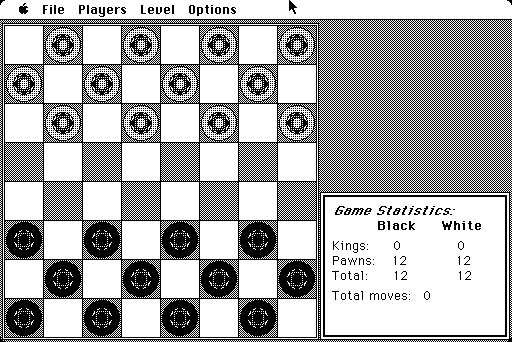 File Players Level Options
Game Statistics:
Black White
Kings: 0 0
Pawns: 12 12
Total: 12 12
Total moves: 0